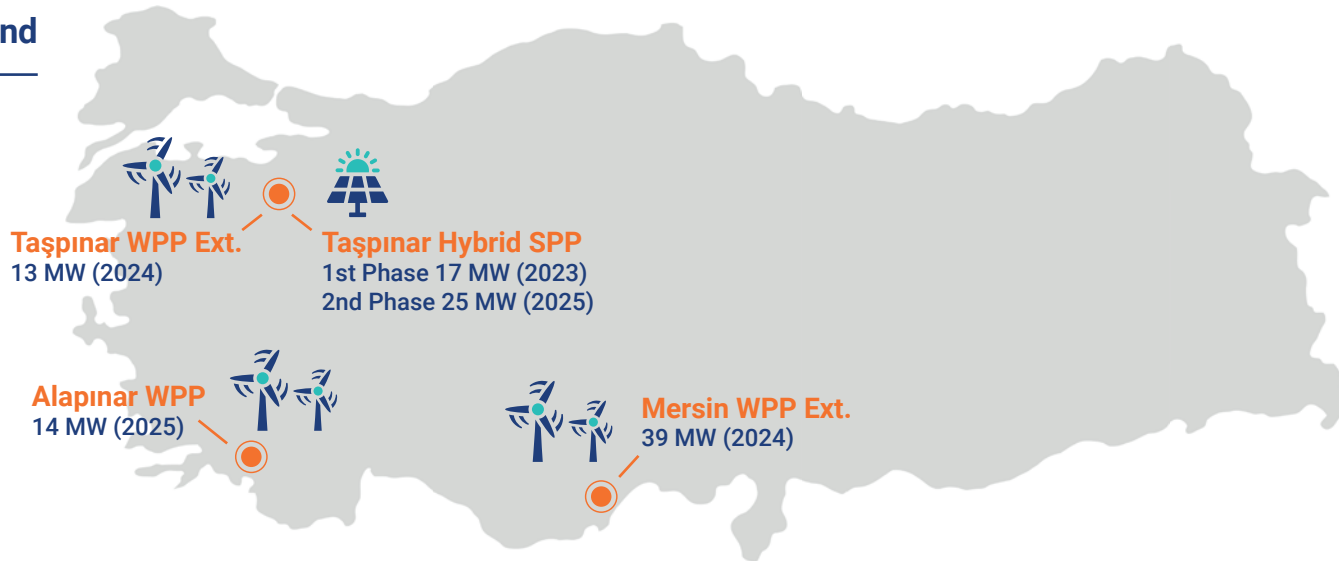 nd
Taşpınar WPP Ext.
13 MW (2024)
Taşpınar Hybrid SPP
1st Phase 17 MW (2023)
2nd Phase 25 MW (2025)
Alapınar WPP
14 MW (2025)
Mersin WPP Ext.
39 MW (2024)